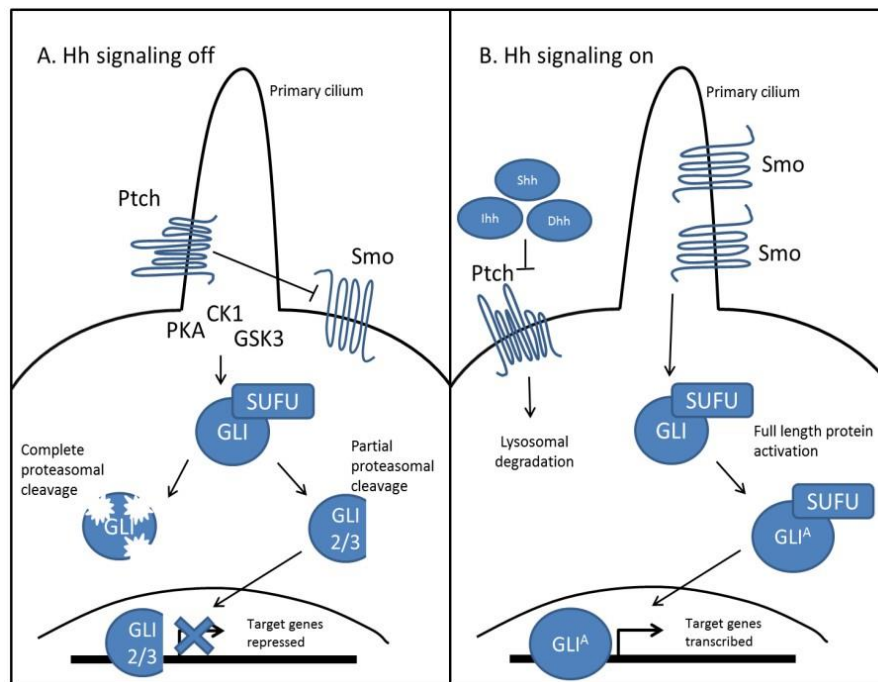 A. Hh signaling off
Primary cilium
Ptch
Smo
CK1
PKA
GSK3
SUFU
GLI
Complete
proteasomal
cleavage
Partial
proteasomal
cleavage
GLI
GLI
2/3
GLI
2/3
Target genes
repressed
B. Hh signaling on
Primary cilium
Smo
Shh
Ihh
Dhh
Smo
Ptch
SUFU
GLI
Lysosomal
degradation
Full length protein
activation
SUFU
GLIᴬ
GLIᴬ
Target genes
transcribed